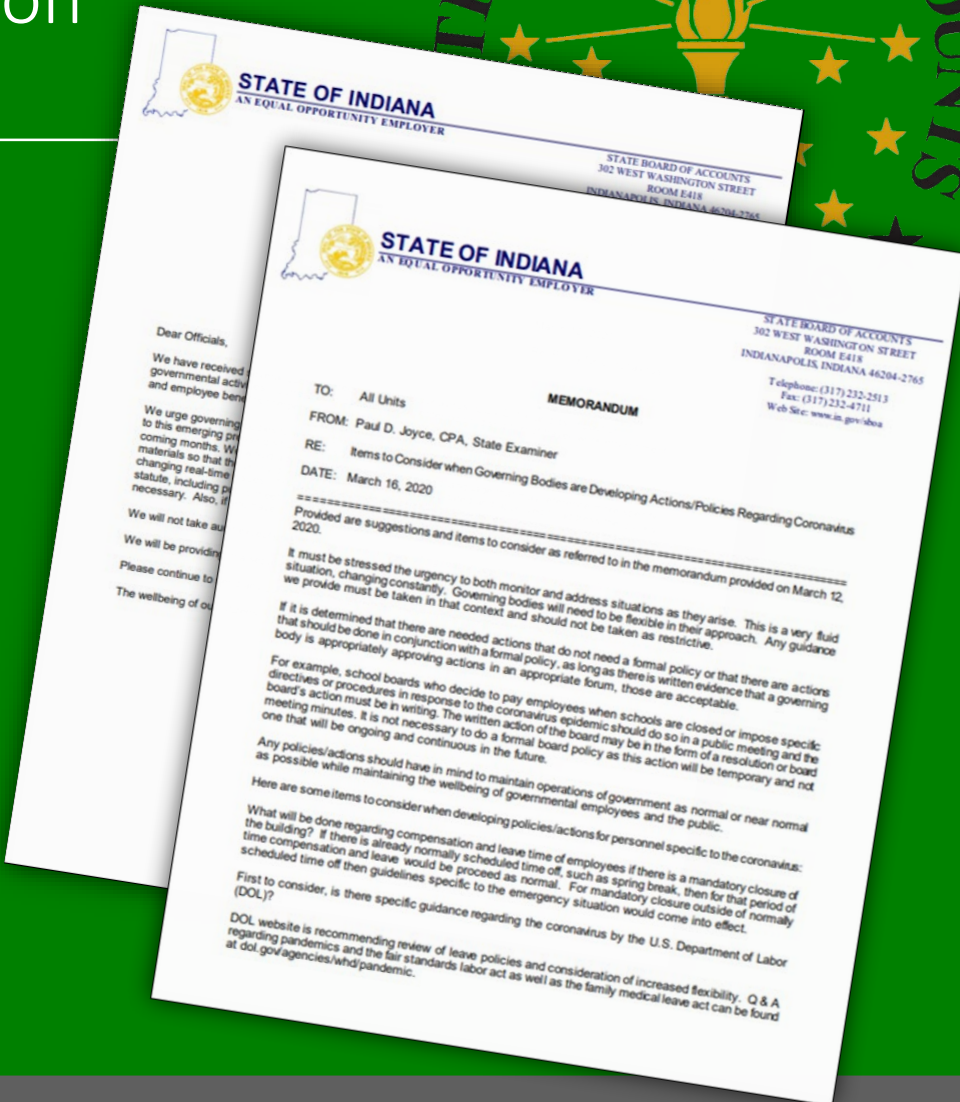 on
STATE OF INDIANA
AN EQUAL OPPORTUNITY EMPLOYER
STATE BOARD OF ACCOUNTS
302 WEST WASHINGTON STREET
ROOM E418
INDIANAPOLIS, INDIANA 46204-2765
Dear Officials,
We have received
governmental
and employee
We urge governing
to this emerging
coming months.
materials so that
changing real-time
statute, including
necessary. Also, if
We will not take
We will be providin
Please continue to
The wellbeing of
STATE OF INDIANA
AN EQUAL OPPORTUNITY EMPLOYER
STATE BOARD OF ACCOUNTS
302 WEST WASHINGTON STREET
ROOM E418
INDIANAPOLIS, INDIANA 46204-2765
Telephone: (317) 232-2513
Fax: (317) 232-4711
Web Site: www.in.gov/sboa
MEMORANDUM
TO: All Units
FROM: Paul D. Joyce, CPA, State Examiner
RE: Items to Consider when Governing Bodies are Developing Actions/Policies Regarding Coronavirus
DATE: March 16, 2020
Provided are suggestions and items to consider as referred to in the memorandum provided on March 12,
2020.
It must be stressed the urgency to both monitor and address situations as they arise. This is a very fluid
situation, changing constantly. Governing bodies will need to be flexible in their approach. Any guidance
we provide must be taken in that context and should not be taken as restrictive.
If it is determined that there are needed actions that do not need a formal policy or that there are actions
that should be done in conjunction with a formal policy, as long as there is written evidence that a governing
body is appropriately approving actions in an appropriate forum, those are acceptable.
For example, school boards who decide to pay employees when schools are closed or impose specific
directives or procedures in response to the coronavirus epidemic should do so in a public meeting and the
board's action must be in writing. The written action of the board may be in the form of a resolution or board
meeting minutes. It is not necessary to do a formal board policy as this action will be temporary and not
one that will be ongoing and continuous in the future.
Any policies/actions should have in mind to maintain operations of government as normal or near normal
as possible while maintaining the wellbeing of governmental employees and the public.
Here are some items to consider when developing policies/actions for personnel specific to the coronavirus:
What will be done regarding compensation and leave time of employees if there is a mandatory closure of
the building? If there is already normally scheduled time off, such as spring break, then for that period of
time compensation and leave would be proceed as normal. For mandatory closure outside of normally
scheduled time off then guidelines specific to the emergency situation would come into effect.
First to consider, is there specific guidance regarding the coronavirus by the U.S. Department of Labor
(DOL)?
DOL website is recommending review of leave policies and consideration of increased flexibility. Q & A
regarding pandemics and the fair standards labor act as well as the family medical leave act can be found
at dol.gov/agencies/whd/pandemic.